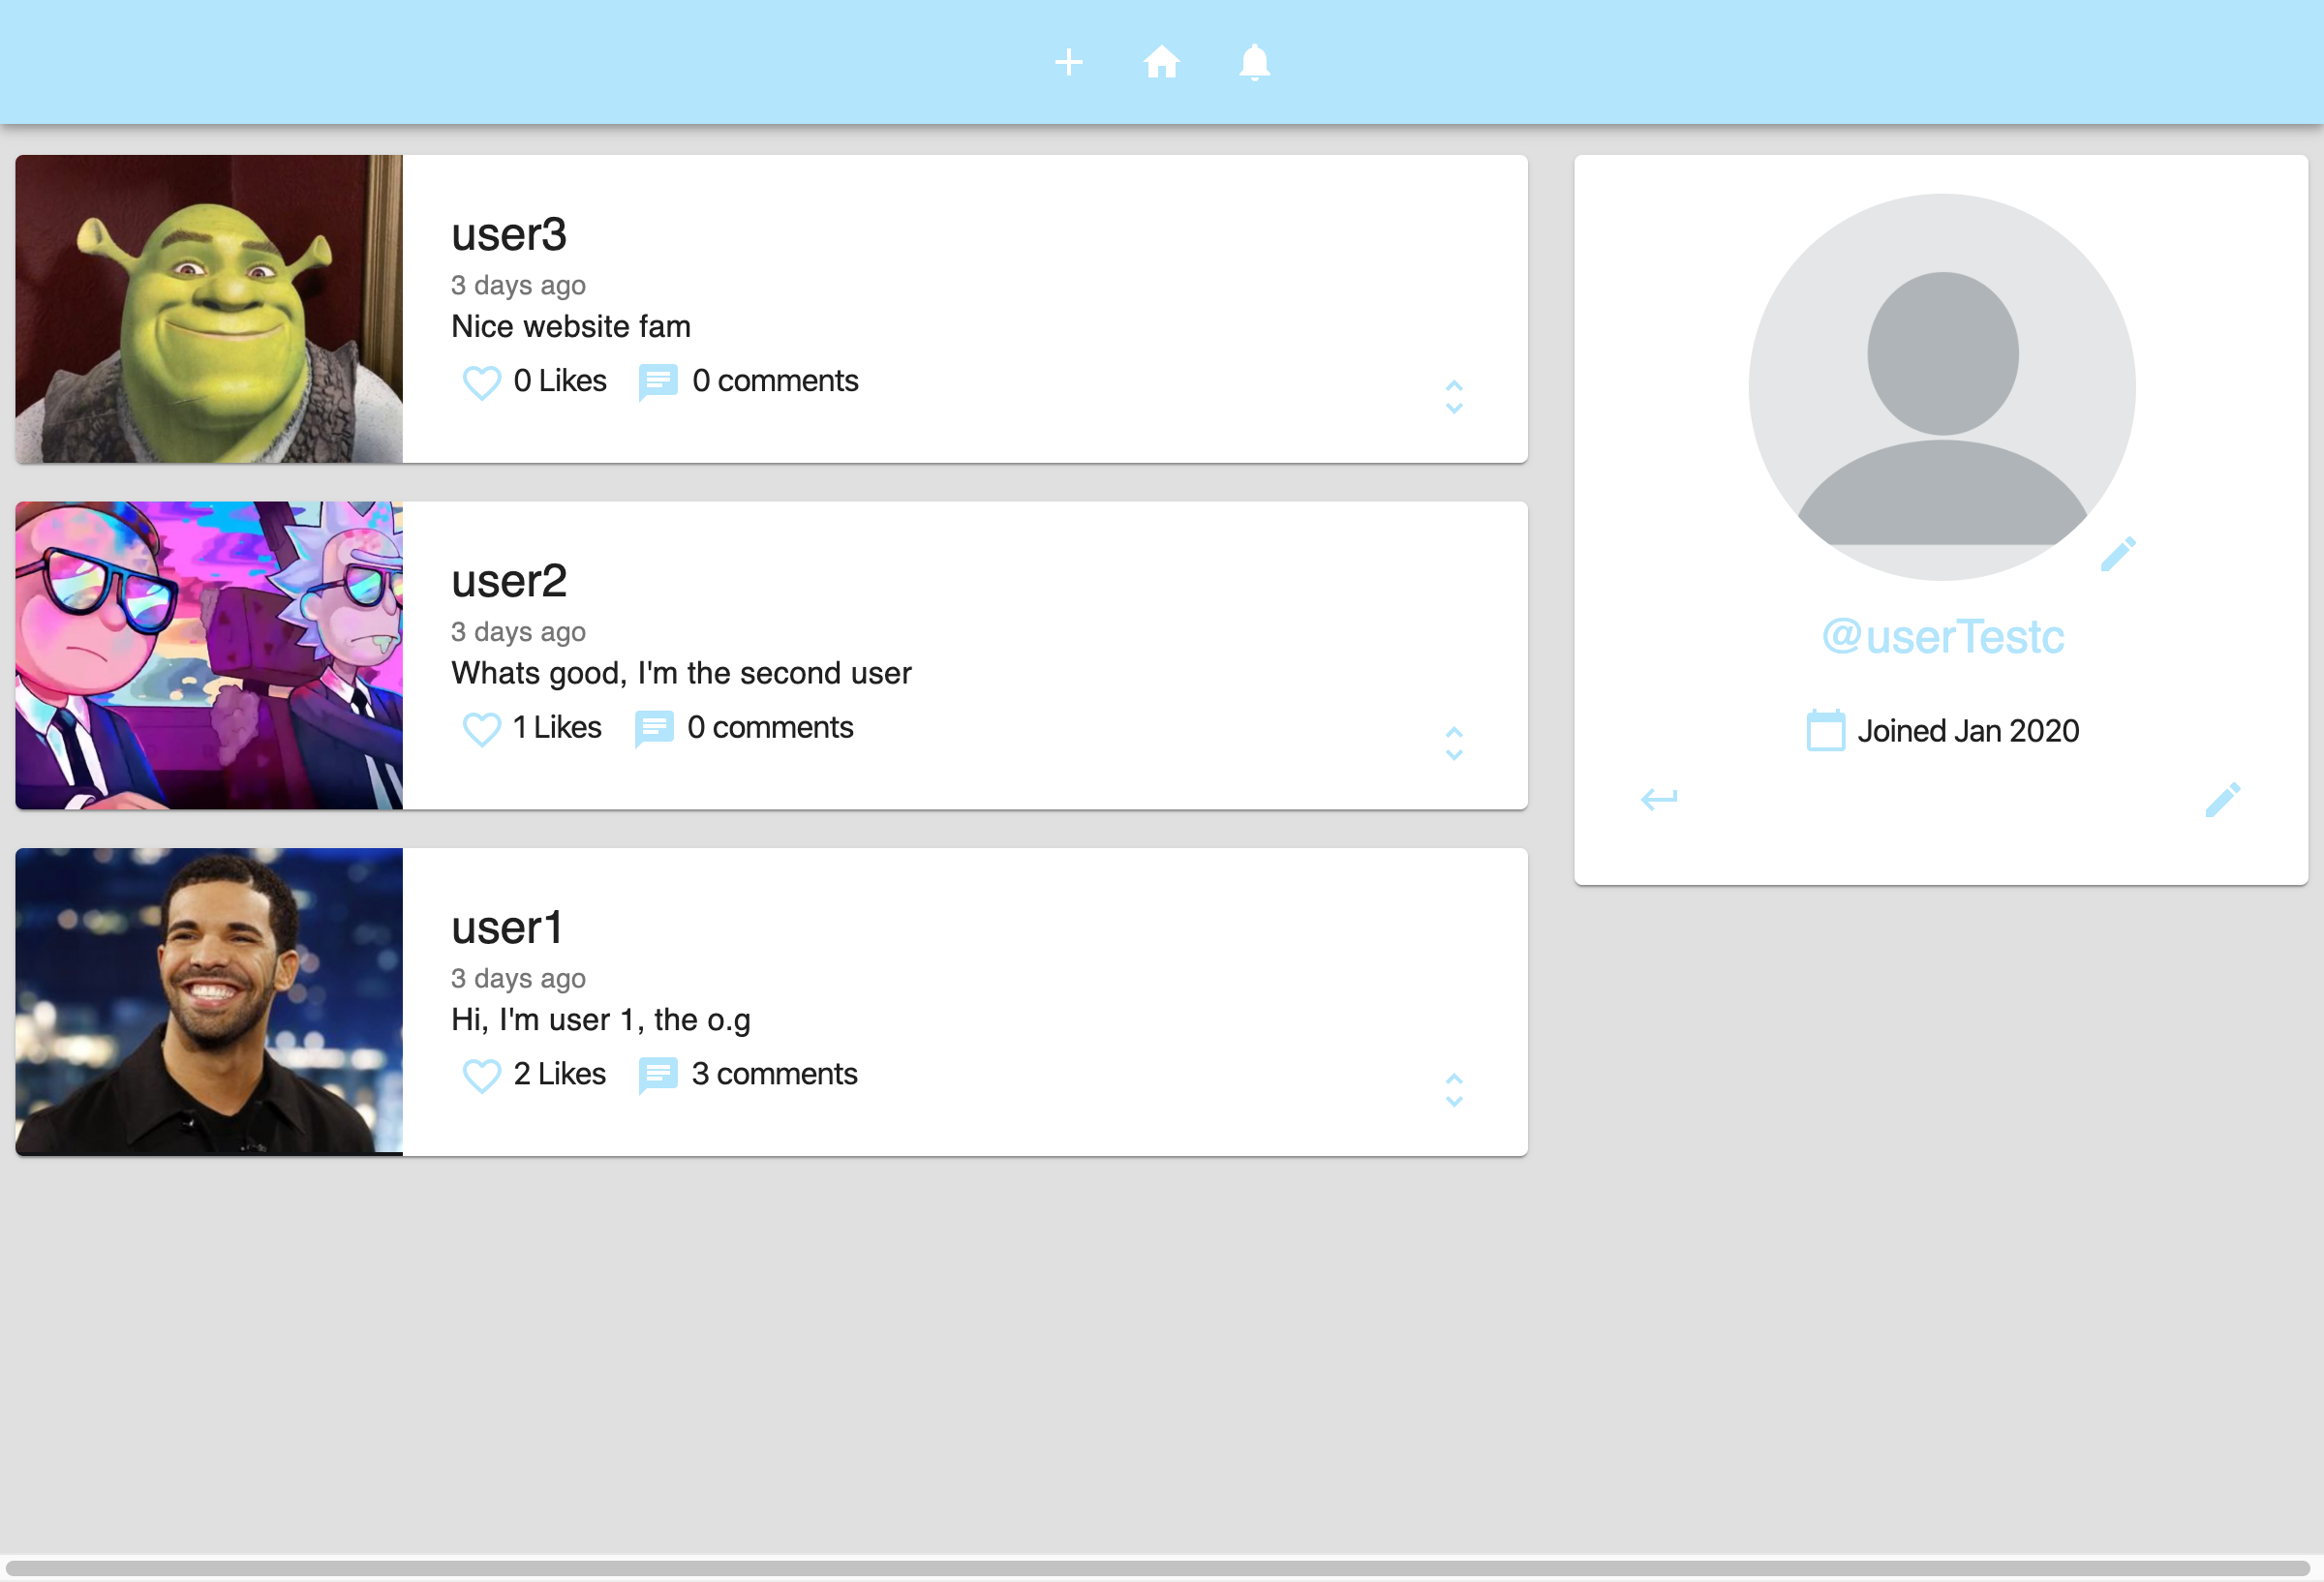 user3
3 days ago
Nice website fam
0 Likes 0 comments
user2
3 days ago
Whats good, I'm the second user
1 Likes 0 comments
user1
3 days ago
Hi, I'm user 1, the o.g
2 Likes 3 comments
@userTestc
Joined Jan 2020